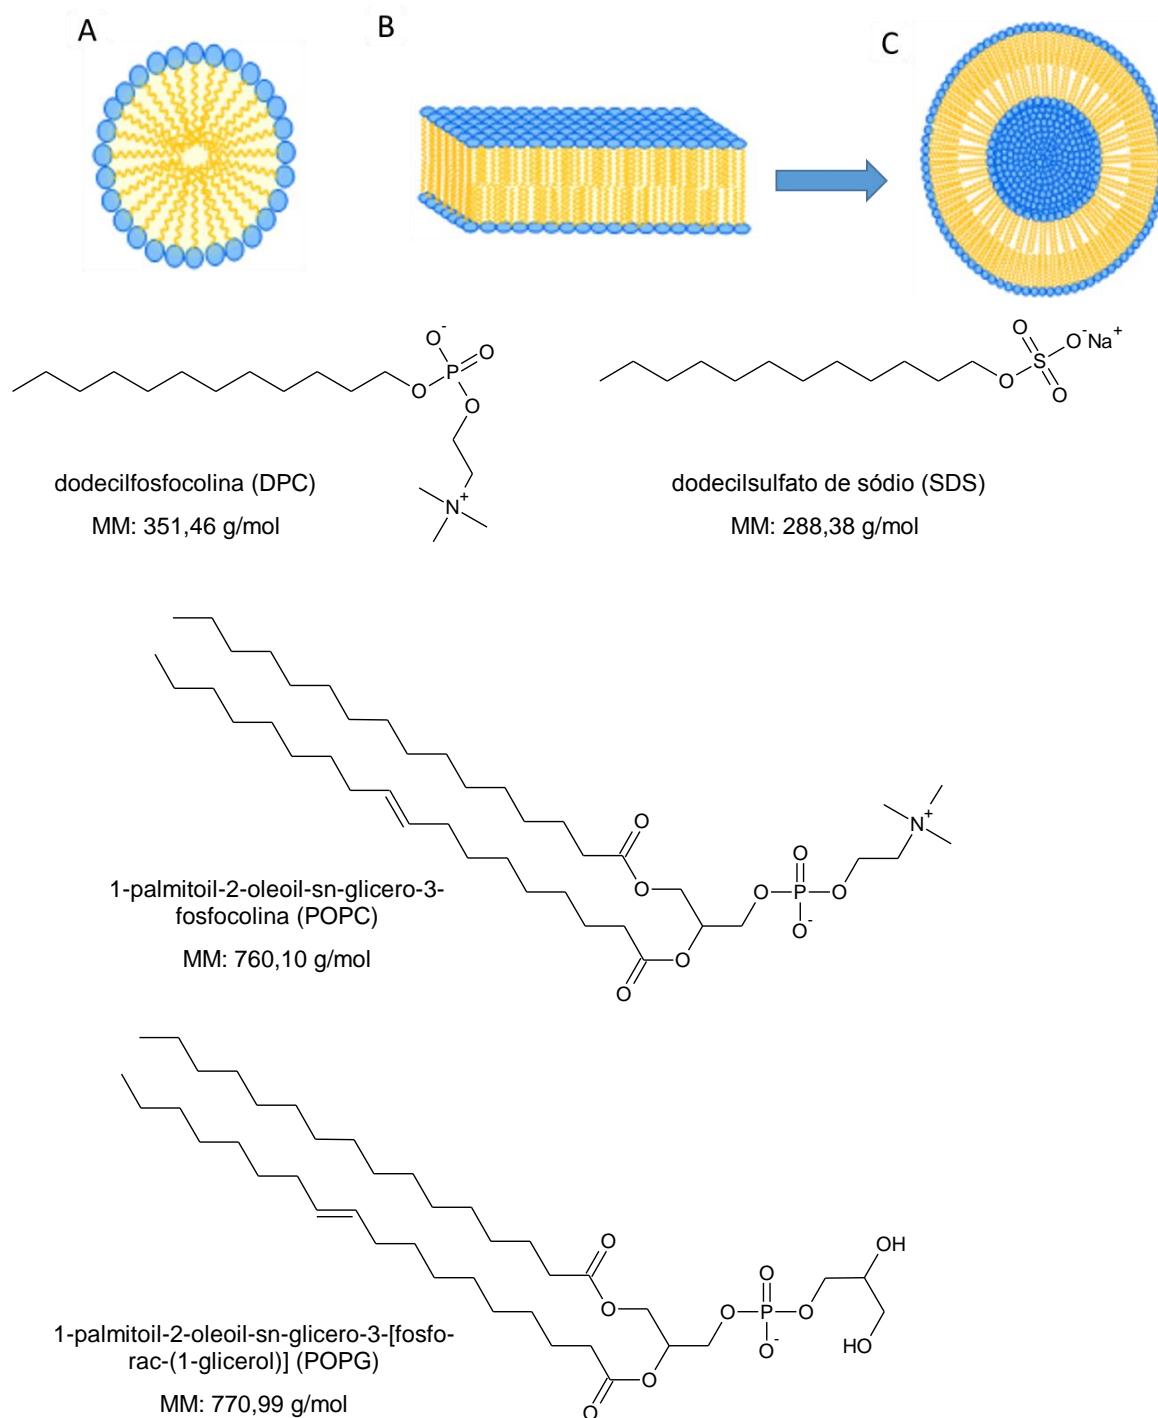 A
B
C
O-
O
P
O
O
N+
O
O-Na+
S
O
O
dodecilfosfocolina (DPC)
MM: 351,46 g/mol
dodecilsulfato de sódio (SDS)
MM: 288,38 g/mol
O
O
O
O
P
O
O-
N+
O
O
1-palmitoil-2-oleoil-sn-glicero-3-
fosfocolina (POPC)
MM: 760,10 g/mol
O
O
O
O
P
O
O-
OH
HO
O
O
1-palmitoil-2-oleoil-sn-glicero-3-[fosfo-
rac-(1-glicerol)] (POPG)
MM: 770,99 g/mol